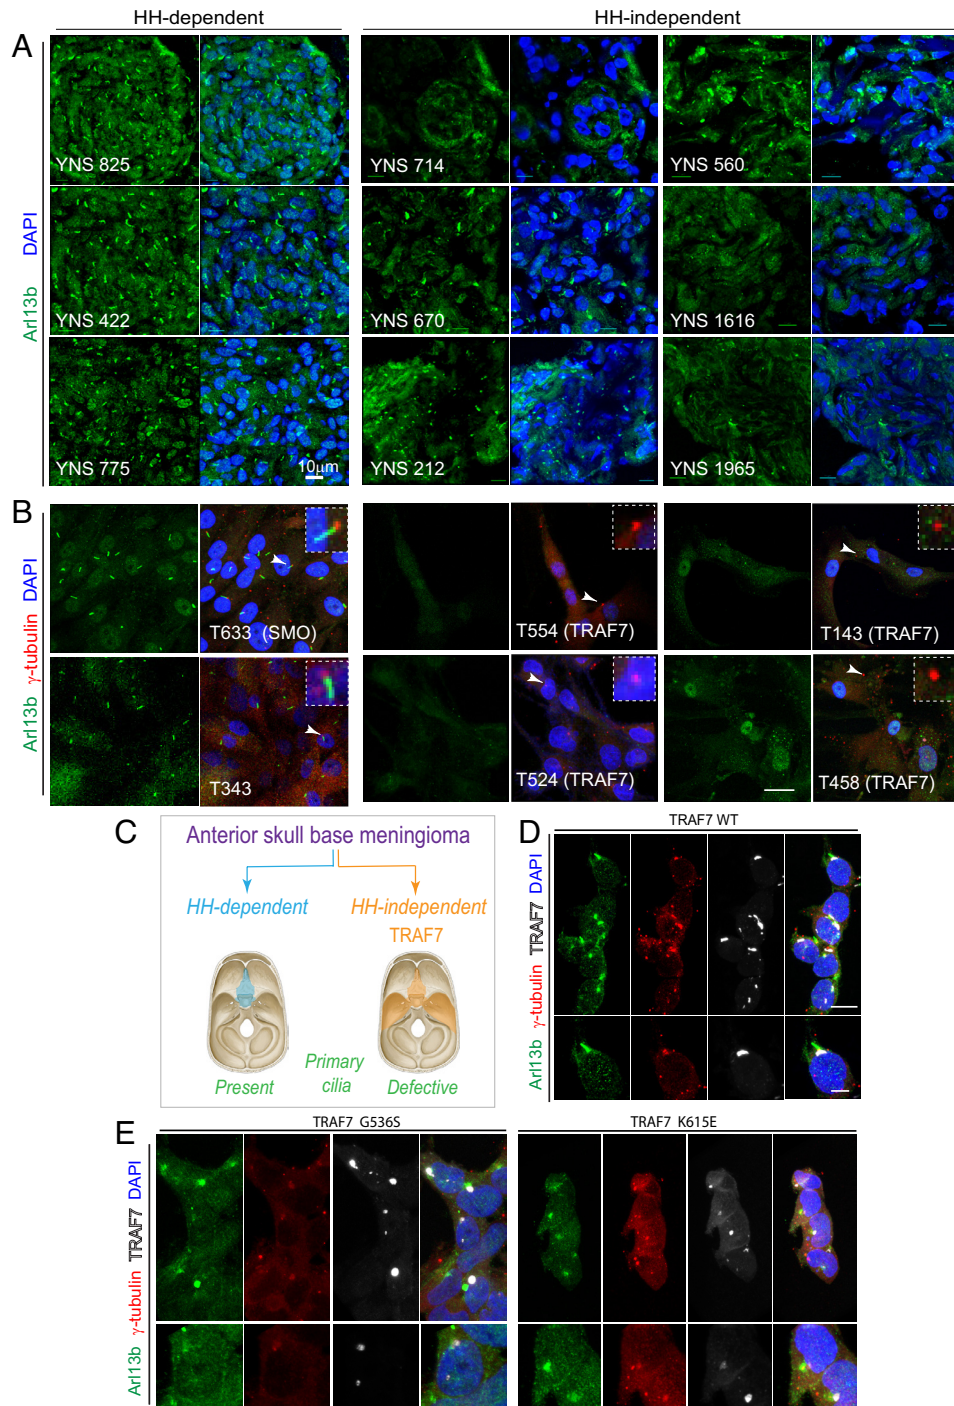 HH-dependent
HH-independent
A
Arl13b DAPI
YNS 825
YNS 714
YNS 560
YNS 422
YNS 670
YNS 1616
YNS 775
10μm
YNS 212
YNS 1965
B
Arl13b γ-tubulin DAPI
T633 (SMO)
T554 (TRAF7)
T143 (TRAF7)
T343
T524 (TRAF7)
T458 (TRAF7)
C
Anterior skull base meningioma
HH-dependent
HH-independent
TRAF7
Primary
cilia
Present
Defective
D
TRAF7 WT
Arl13b γ-tubulin TRAF7 DAPI
E
TRAF7 G536S
TRAF7 K615E
Arl13b γ-tubulin TRAF7 DAPI